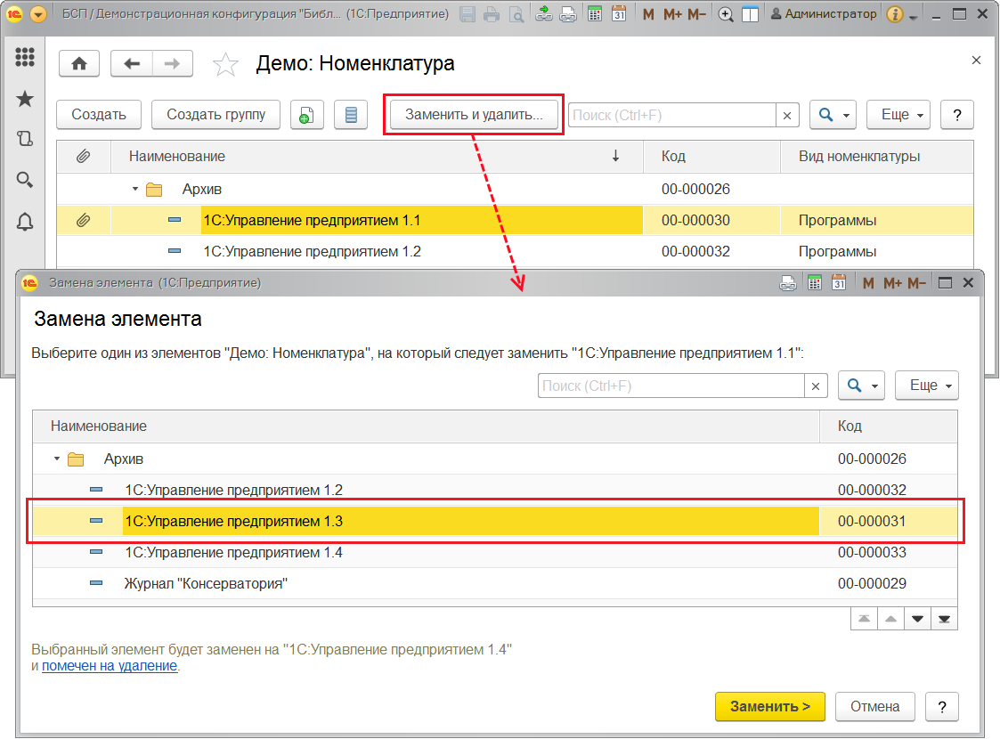 БСП / Демонстрационная конфигурация "Библ... (1С:Предприятие) 31 M M+ M- Администратор
Демо: Номенклатура
Создать Создать группу Заменить и удалить... Поиск (Ctrl+F) Еще ?
Наименование Код Вид номенклатуры
Архив 00-000026
1С:Управление предприятием 1.1 00-000030 Программы
1С:Управление предприятием 1.2 00-000032 Программы
Замена элемента (1С:Предприятие) 31 M M+ M-
Замена элемента
Выберите один из элементов "Демо: Номенклатура", на который следует заменить "1С:Управление предприятием 1.1":
Поиск (Ctrl+F) Еще
Наименование Код
Архив 00-000026
1С:Управление предприятием 1.2 00-000032
1С:Управление предприятием 1.3 00-000031
1С:Управление предприятием 1.4 00-000033
Журнал "Консерватория" 00-000029
Выбранный элемент будет заменен на "1С:Управление предприятием 1.4"
и помечен на удаление.
Заменить > Отмена ?